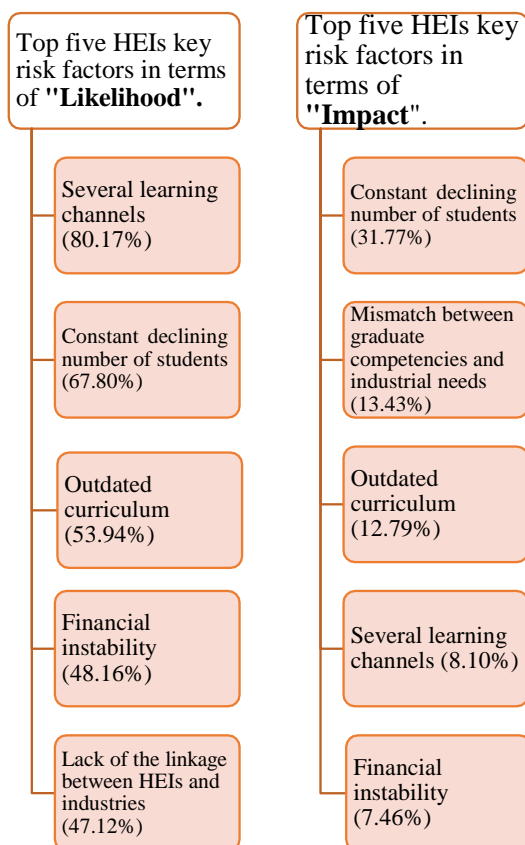 Top five HEIs key
risk factors in terms
of "Likelihood".
Several learning
channels
(80.17%)
Constant declining
number of students
(67.80%)
Outdated
curriculum
(53.94%)
Financial
instability
(48.16%)
Lack of the linkage
between HEIs and
industries
(47.12%)
Top five HEIs key
risk factors in
terms of
"Impact".
Constant declining
number of students
(31.77%)
Mismatch between
graduate
competencies and
industrial needs
(13.43%)
Outdated
curriculum
(12.79%)
Several learning
channels (8.10%)
Financial
instability
(7.46%)